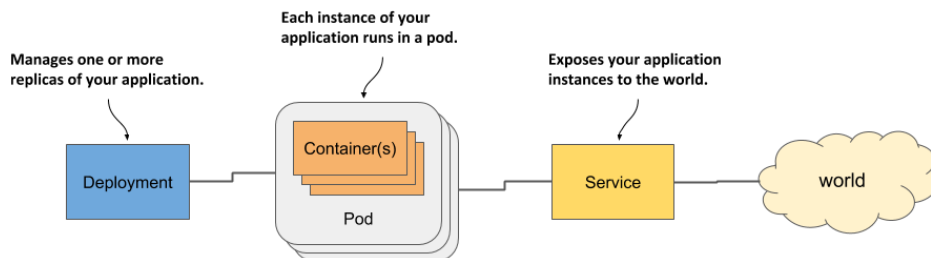 Each instance of your
application runs in a pod.
Manages one or more
replicas of your application.
Exposes your application
instances to the world.
Container(s)
Deployment
Pod
Service
world